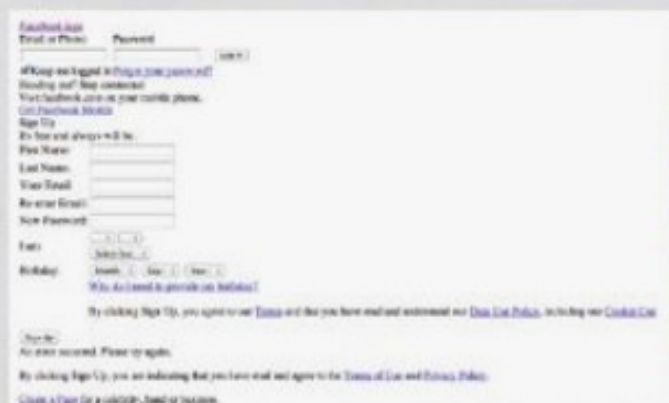 Facebook logo
Email or Phone Password
Log In
Keep me logged in Forgot your password?
Heading out? Stay connected
Visit facebook.com on your mobile phone.
Get Facebook Mobile
Sign Up
It's free and always will be.
First Name:
Last Name:
Your Email:
Re-enter Email:
New Password:
I am:
Select Sex:
Birthday: Month: Day: Year:
Why do I need to provide my birthday?
By clicking Sign Up, you agree to our Terms and that you have read and understand our Data Use Policy, including our Cookie Use.
Sign Up
An error occurred. Please try again.
By clicking Sign Up, you are indicating that you have read and agree to the Terms of Use and Privacy Policy.
Create a Page for a celebrity, band or business.